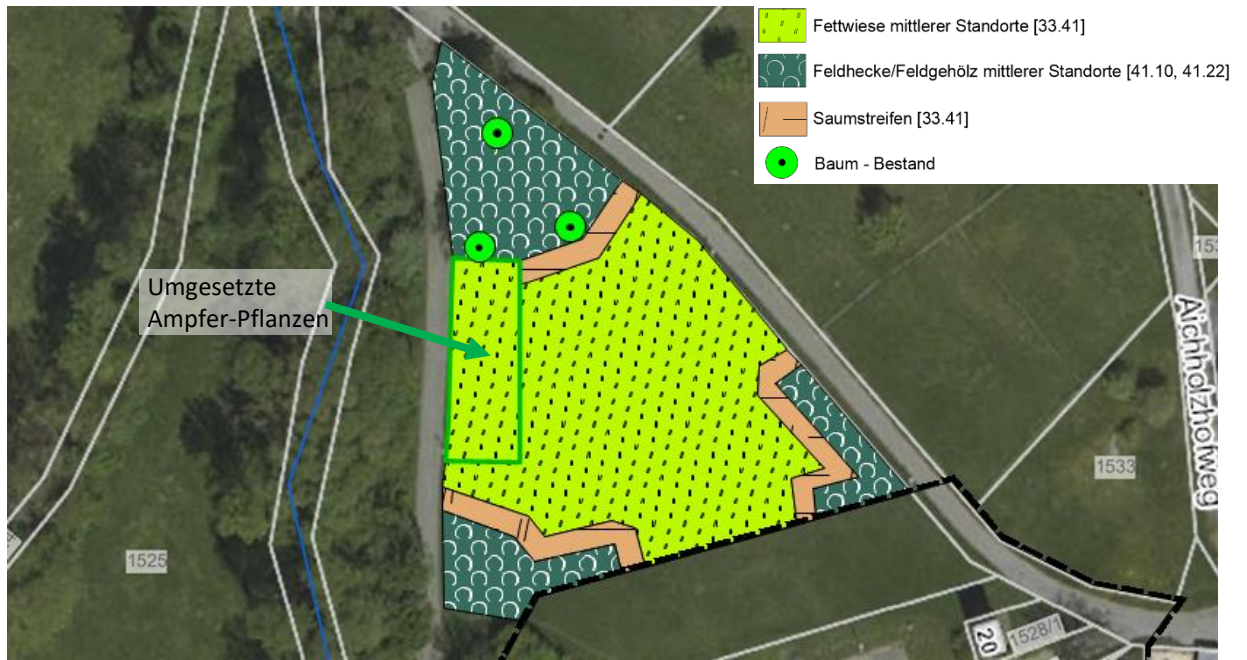 Fettwiese mittlerer Standorte [33.41]
Feldhecke/Feldgehölz mittlerer Standorte [41.10, 41.22]
Saumstreifen [33.41]
Baum - Bestand
Umgesetzte
Ampfer-Pflanzen
Aichholzhofweg
1533
1525
20
1528/1